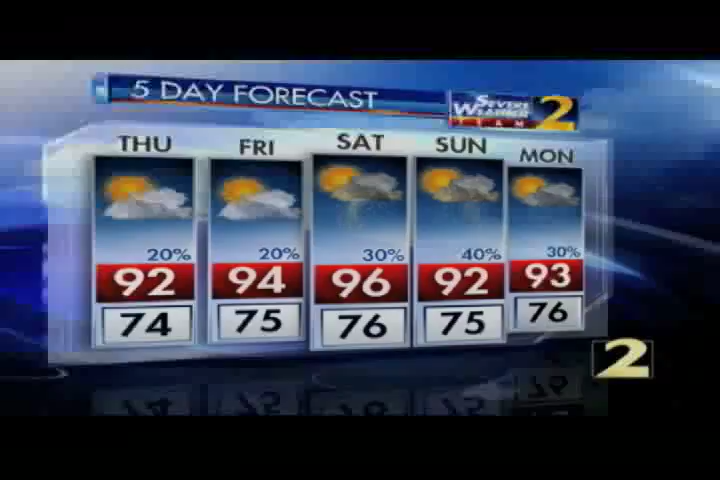 5 DAY FORECAST
SEVERE
WEATHER
TEAM
2
THU FRI SAT SUN MON
20% 20% 30% 40% 30%
92 94 96 92 93
74 75 76 75 76
2